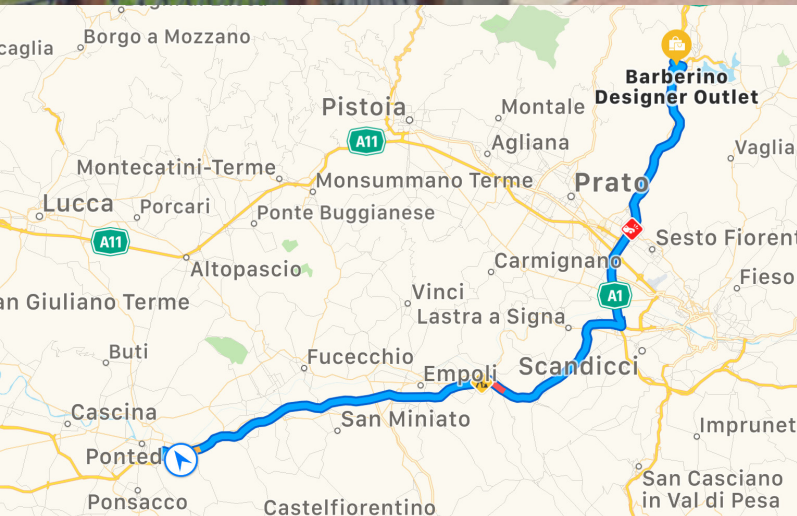 Borgo a Mozzano
caglia
Barberino
Designer Outlet
Pistoia
Montale
A11
Agliana
Vaglia
Montecatini-Terme
Monsummano Terme
Prato
Lucca
Porcari
Ponte Buggianese
A11
Sesto Fiorent
Altopascio
Carmignano
Fieso
Vinci
A1
an Giuliano Terme
Lastra a Signa
Buti
Fucecchio
Empoli
Scandicci
Cascina
San Miniato
Imprunet
Ponted
San Casciano
in Val di Pesa
Ponsacco
Castelfiorentino